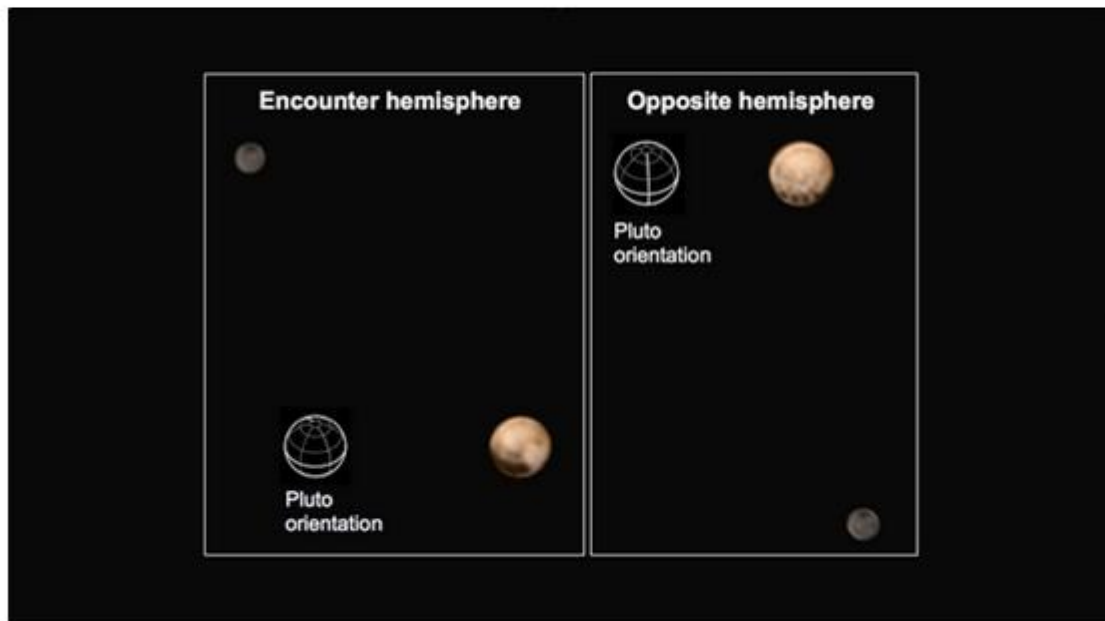 Encounter hemisphere
Pluto
orientation
Opposite hemisphere
Pluto
orientation